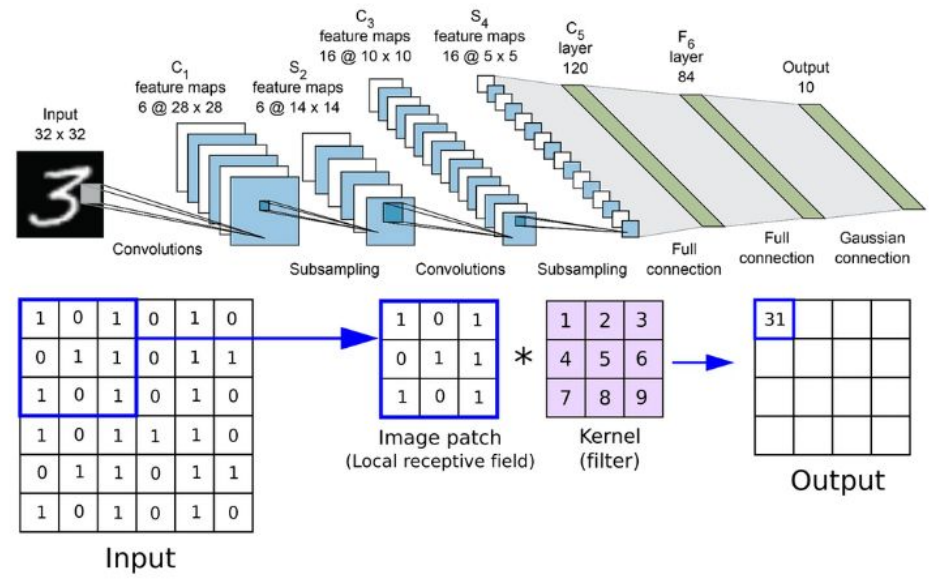 Input
32 x 32
C1
feature maps
6 @ 28 x 28
S2
feature maps
6 @ 14 x 14
C3
feature maps
16 @ 10 x 10
S4
feature maps
16 @ 5 x 5
C5
layer
120
F6
layer
84
Output
10
Convolutions
Subsampling
Convolutions
Subsampling
Full
connection
Full
connection
Gaussian
connection
3
1 0 1 0 1 0
0 1 1 0 1 1
1 0 1 0 1 0
1 0 1 1 1 0
0 1 1 0 1 1
1 0 1 0 1 0
Input
1 0 1
0 1 1
1 0 1
Image patch
(Local receptive field)
*
1 2 3
4 5 6
7 8 9
Kernel
(filter)
31
Output